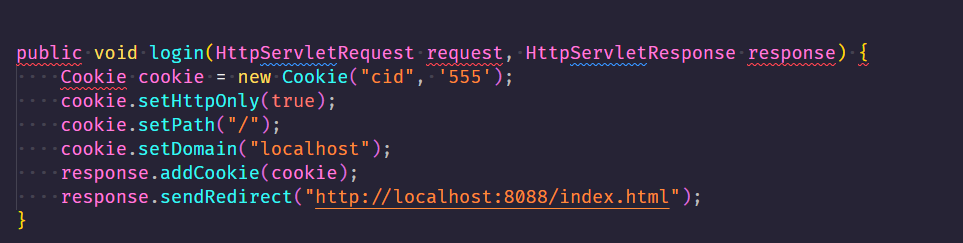 public void login(HttpServletRequest request, HttpServletResponse response) {
    Cookie cookie = new Cookie("cid", '555');
    cookie.setHttpOnly(true);
    cookie.setPath("/");
    cookie.setDomain("localhost");
    response.addCookie(cookie);
    response.sendRedirect("http://localhost:8088/index.html");
}